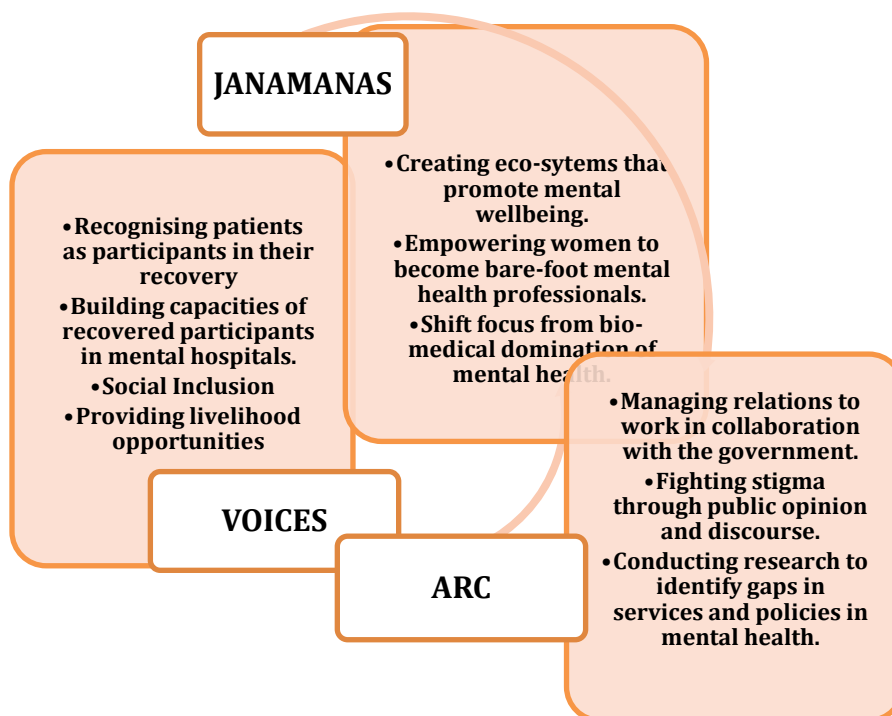 JANAMANAS
•Creating eco-sytems that
promote mental
wellbeing.
•Empowering women to
become bare-foot mental
health professionals.
•Shift focus from bio-
medical domination of
mental health.
•Recognising patients
as participants in their
recovery
•Building capacities of
recovered participants
in mental hospitals.
•Social Inclusion
•Providing livelihood
opportunities
VOICES
•Managing relations to
work in collaboration
with the government.
•Fighting stigma
through public opinion
and discourse.
•Conducting research to
identify gaps in
services and policies in
mental health.
ARC